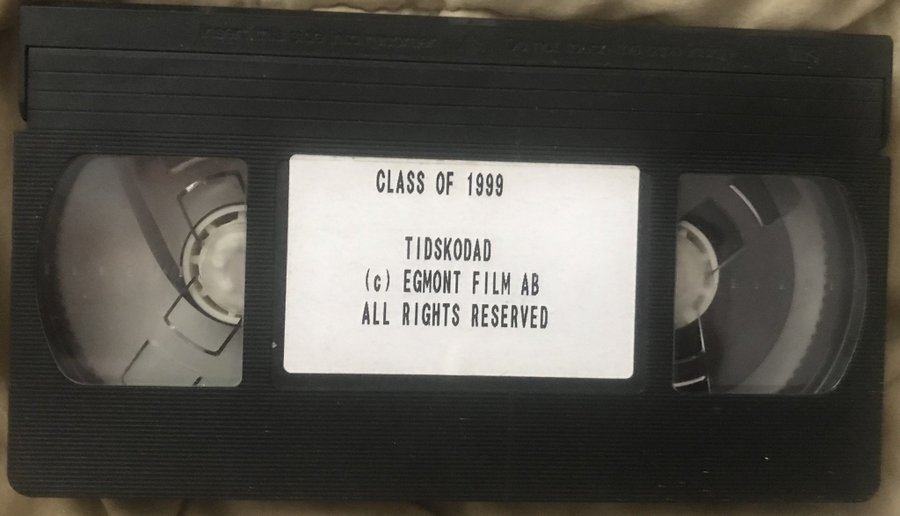 CLASS OF 1999
TIDSKODAD
(c) EGMONT FILM AB
ALL RIGHTS RESERVED